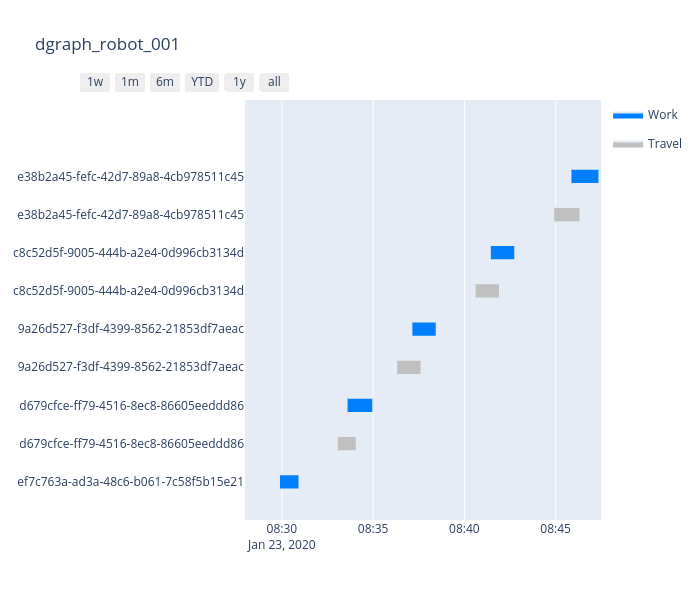 dgraph_robot_001
1w 1m 6m YTD 1y all
Work
Travel
e38b2a45-fefc-42d7-89a8-4cb978511c45
e38b2a45-fefc-42d7-89a8-4cb978511c45
c8c52d5f-9005-444b-a2e4-0d996cb3134d
c8c52d5f-9005-444b-a2e4-0d996cb3134d
9a26d527-f3df-4399-8562-21853df7aeac
9a26d527-f3df-4399-8562-21853df7aeac
d679cfce-ff79-4516-8ec8-86605eeddd86
d679cfce-ff79-4516-8ec8-86605eeddd86
ef7c763a-ad3a-48c6-b061-7c58f5b15e21
08:30 08:35 08:40 08:45
Jan 23, 2020